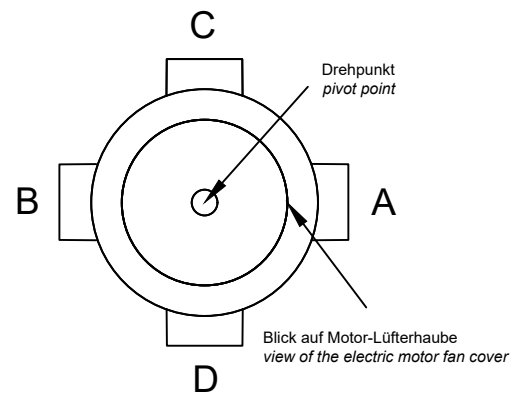 C
Drehpunkt
pivot point
B
A
Blick auf Motor-Lüfterhaube
view of the electric motor fan cover
D